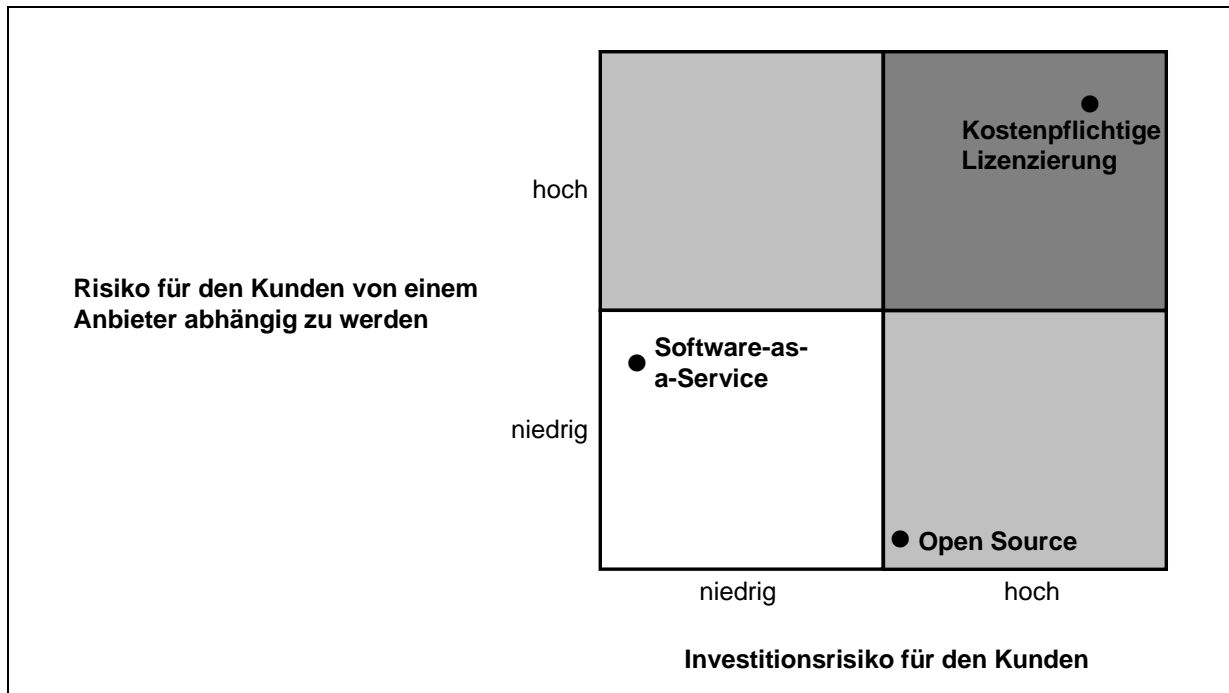 Kostenpflichtige
Lizenzierung
hoch
Risiko für den Kunden von einem
Anbieter abhängig zu werden
Software-as-
a-Service
niedrig
Open Source
niedrig
hoch
Investitionsrisiko für den Kunden